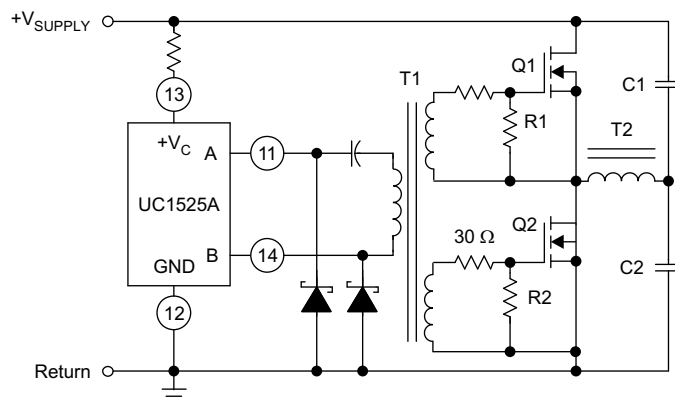 +VSUPPLY
Q1
T1
C1
13
R1
T2
+VC
A
11
UC1525A
Q2
30 Ω
B
14
C2
GND
R2
12
Return